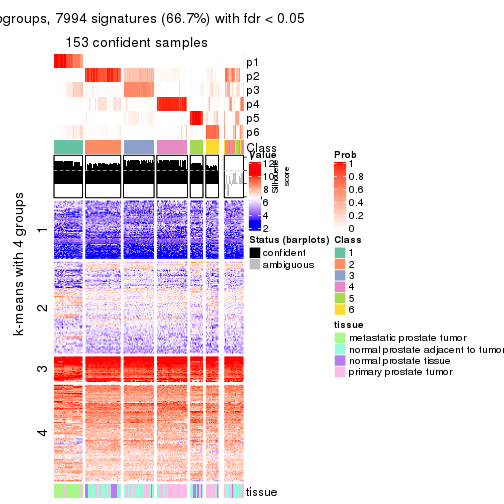 ogroups, 7994 signatures (66.7%) with fdr < 0.05
153 confident samples
p1
p2
p3
p4
p5
p6
Class
silhouette
score
k-means with 4 groups
1
2
3
4
tissue
Value
12
10
8
6
4
2
Status (barplots)
confident
ambiguous
Prob
1
0.8
0.6
0.4
0.2
0
Class
1
2
3
4
5
6
tissue
metastatic prostate tumor
normal prostate adjacent to tumor
normal prostate tissue
primary prostate tumor